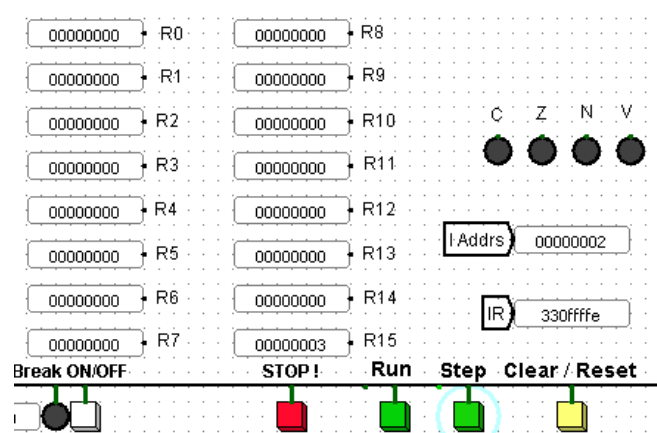 00000000 R0 00000000 R8
00000000 R1 00000000 R9
00000000 R2 00000000 R10 C Z N V
00000000 R3 00000000 R11
00000000 R4 00000000 R12
00000000 R5 00000000 R13 I Addrs 00000002
00000000 R6 00000000 R14
IR 330ffffe
00000000 R7 00000003 R15
Break ON/OFF STOP ! Run Step Clear / Reset